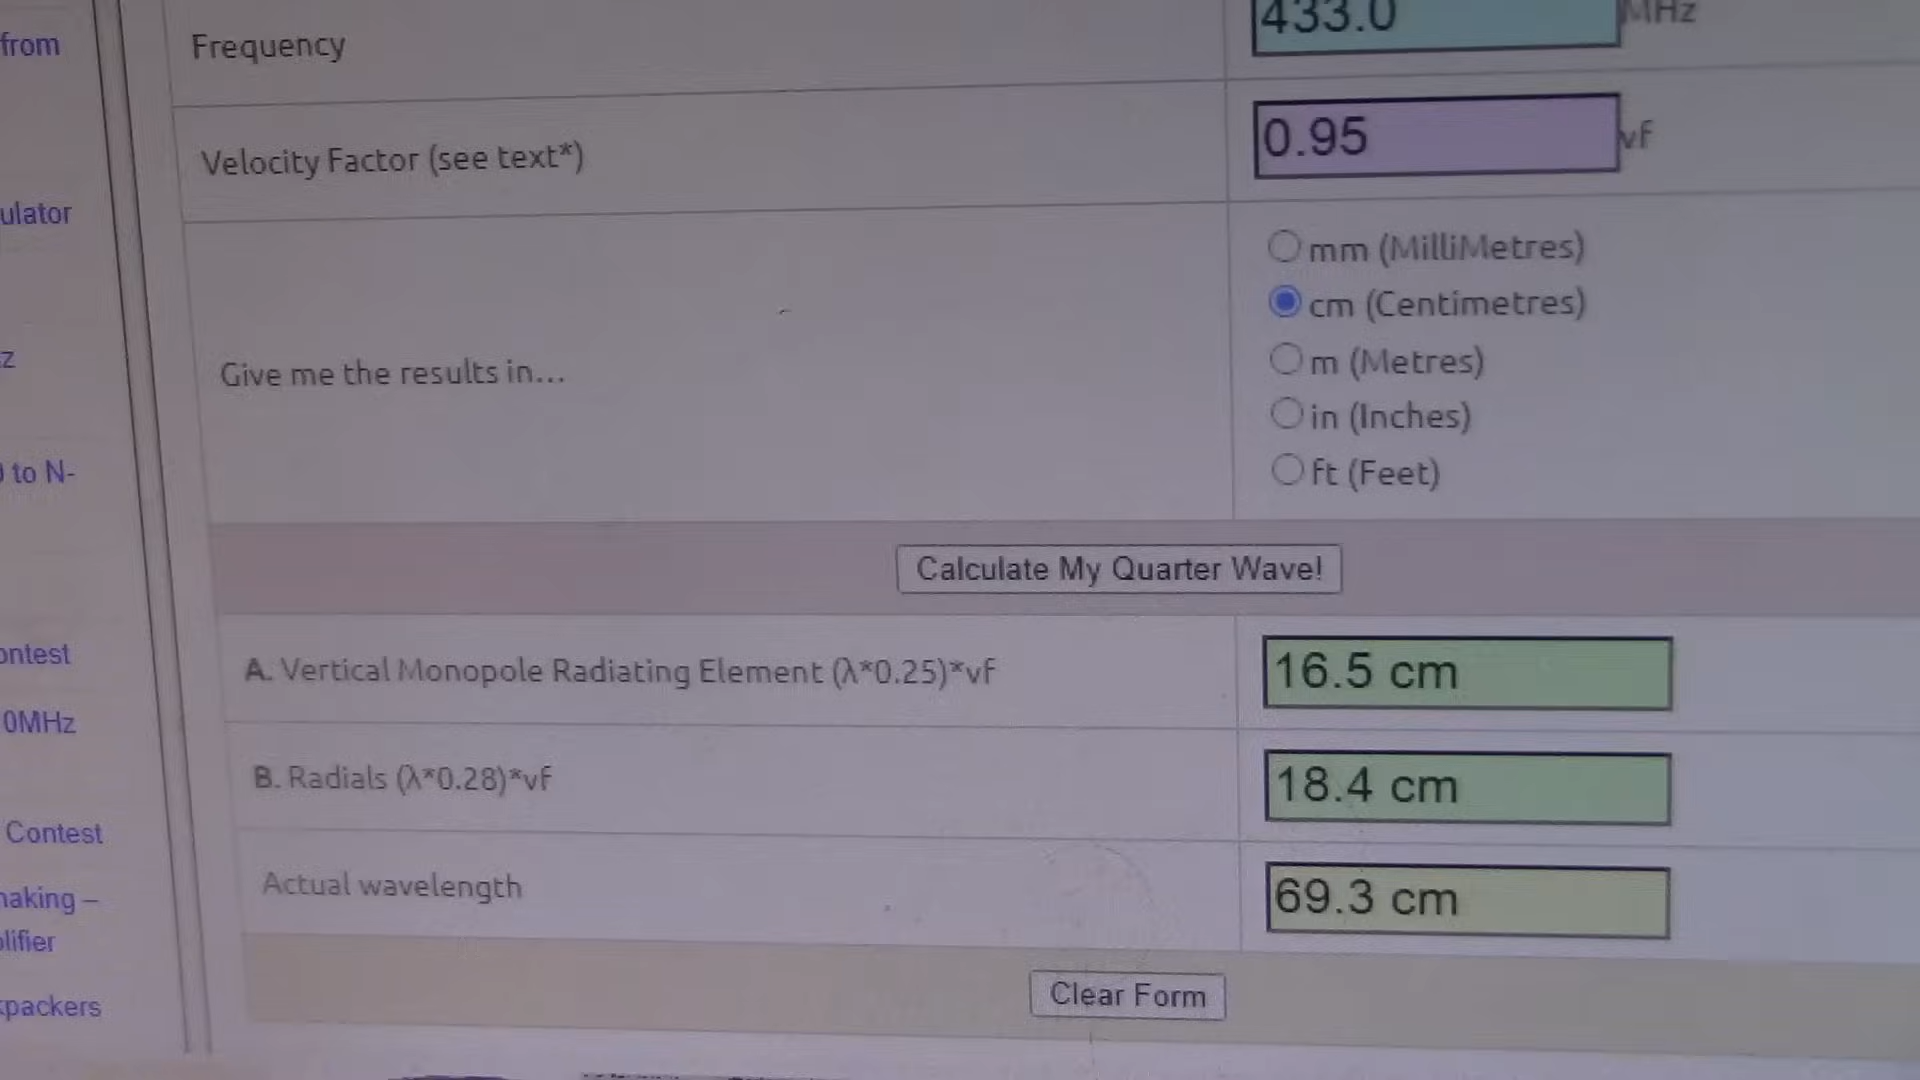 from
Frequency
433.0
MHz
Velocity Factor (see text*)
0.95
vf
ulator
mm (MilliMetres)
cm (Centimetres)
z
Give me the results in...
m (Metres)
in (Inches)
to N-
ft (Feet)
Calculate My Quarter Wave!
ontest
A. Vertical Monopole Radiating Element (λ*0.25)*vf
16.5 cm
0MHz
B. Radials (λ*0.28)*vf
18.4 cm
Contest
Actual wavelength
69.3 cm
naking –
olifier
kpackers
Clear Form